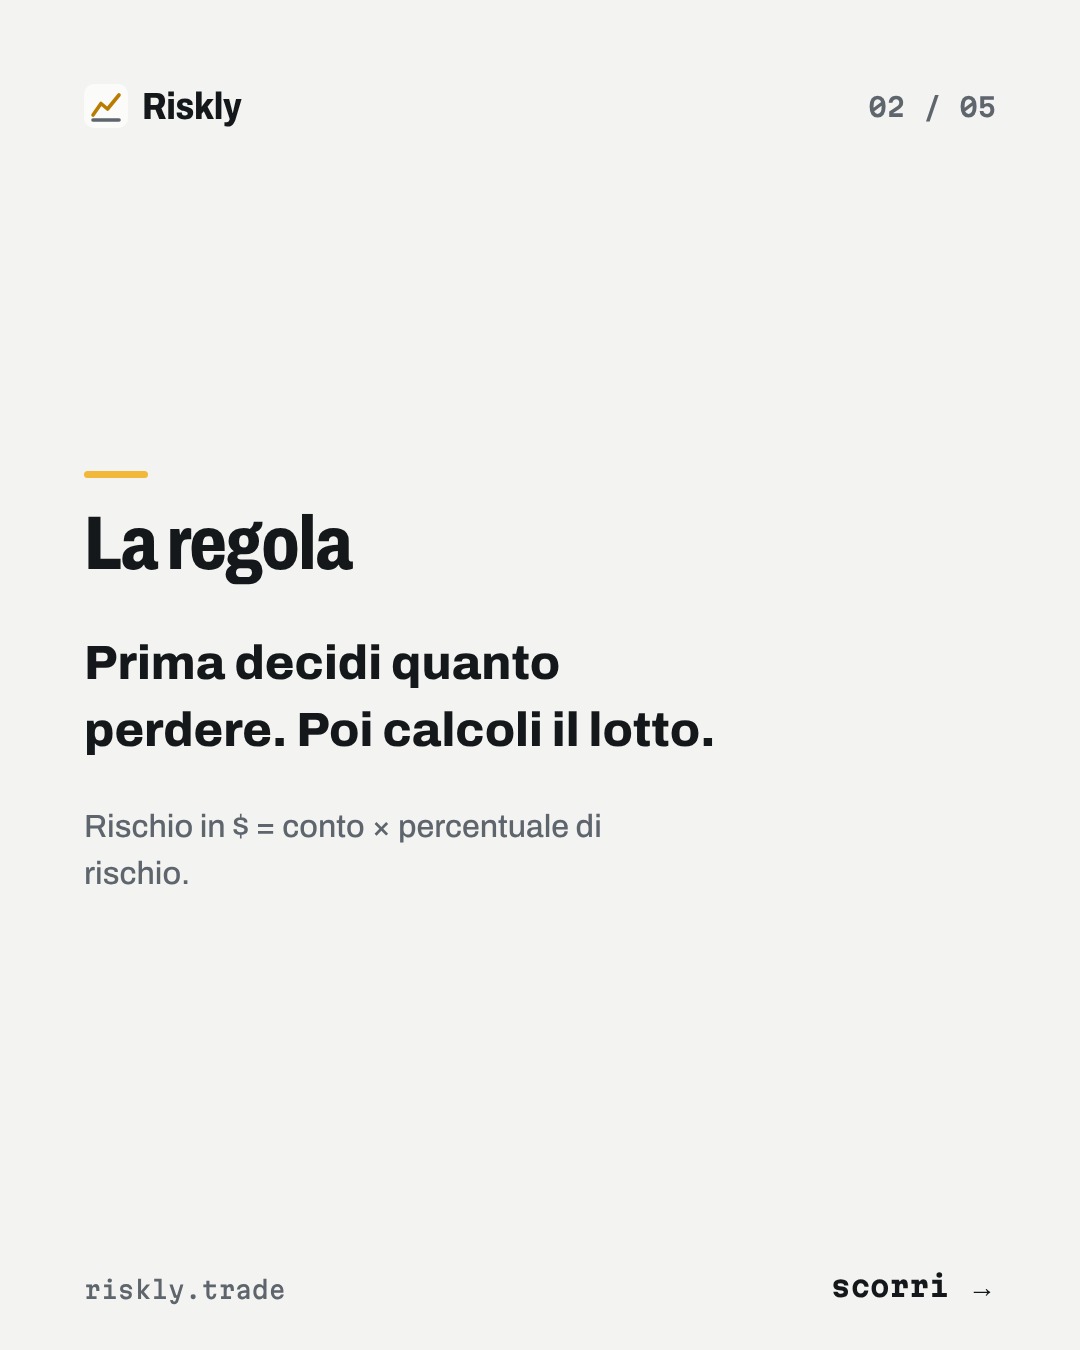 Riskly
02 / 05
La regola
Prima decidi quanto
perdere. Poi calcoli il lotto.
Rischio in $ = conto × percentuale di
rischio.
riskly.trade
scorri →